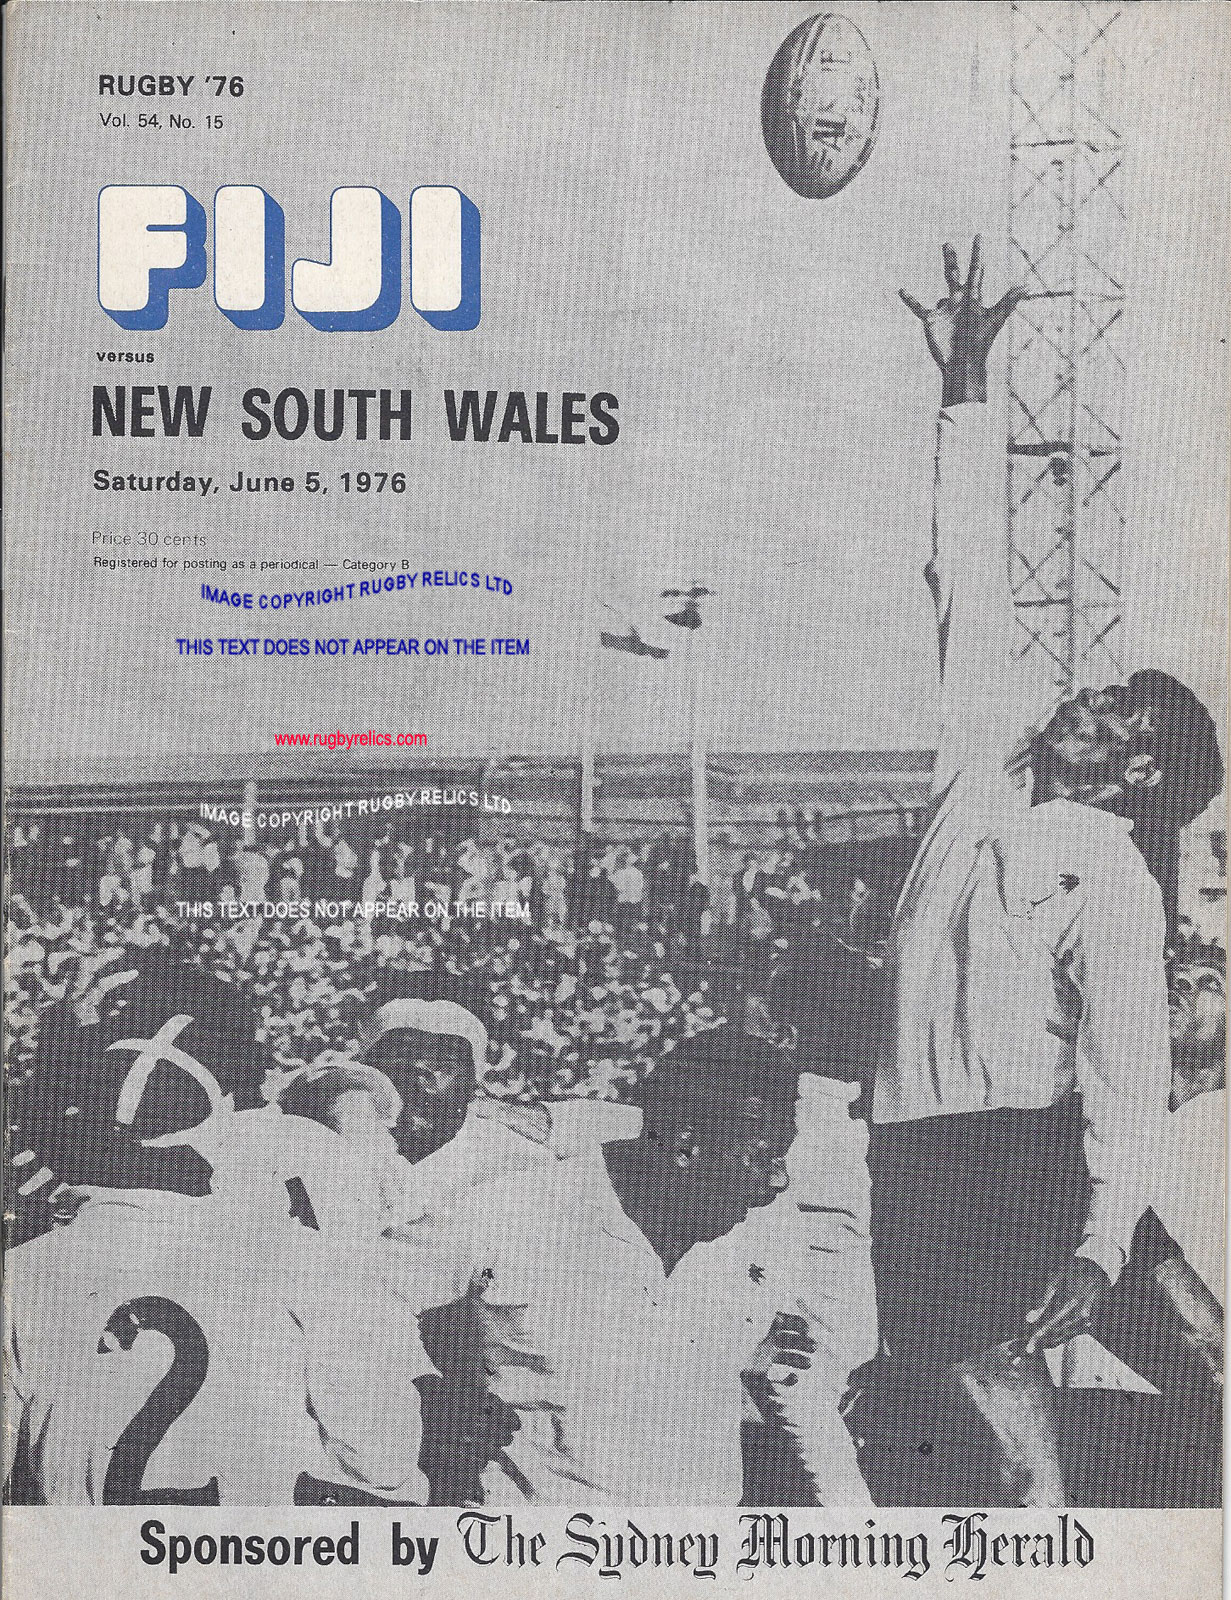 RUGBY '76
Vol. 54, No. 15
FIJI
versus
NEW SOUTH WALES
Saturday, June 5, 1976
Price 30 cents
Registered for posting as a periodical — Category B
IMAGE COPYRIGHT RUGBY RELICS LTD
THIS TEXT DOES NOT APPEAR ON THE ITEM
www.rugbyrelics.com
IMAGE COPYRIGHT RUGBY RELICS LTD
THIS TEXT DOES NOT APPEAR ON THE ITEM
2
Sponsored by The Sydney Morning Herald